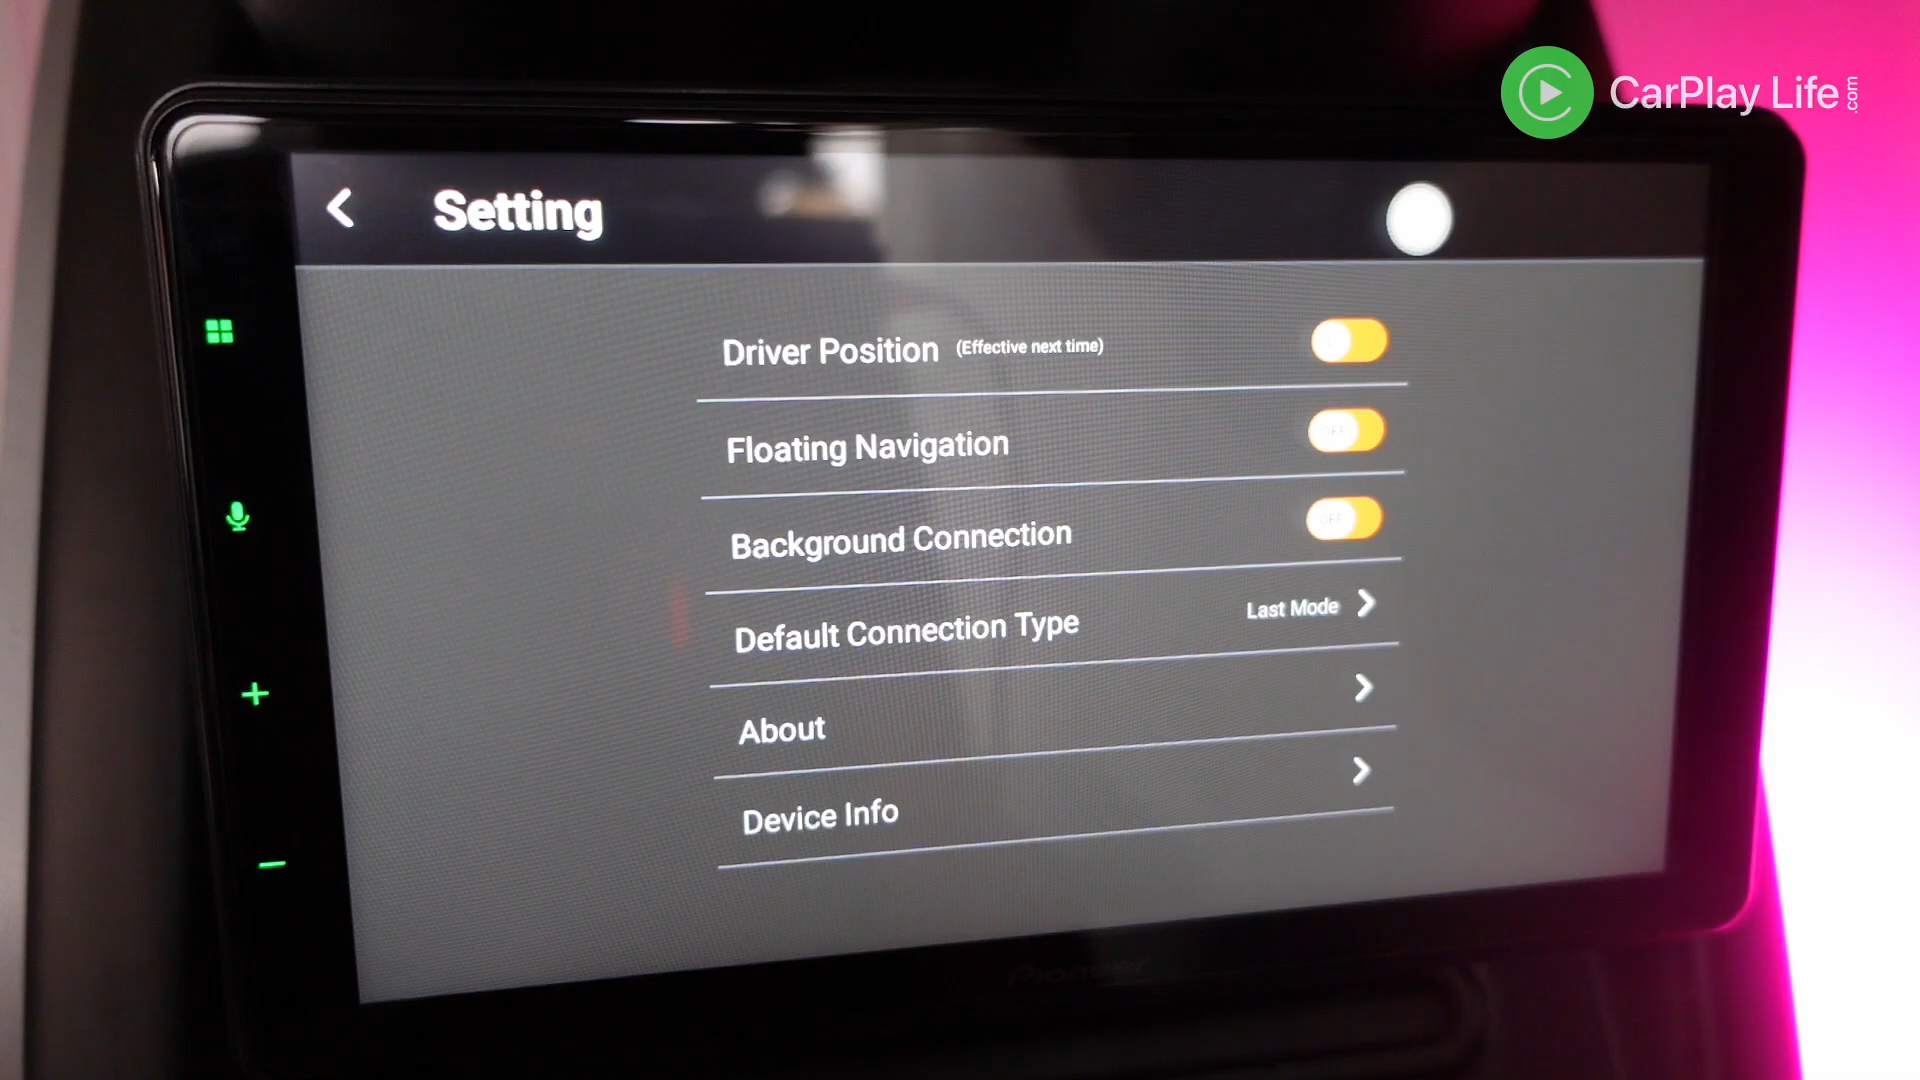 CarPlay Life.com
Setting
Driver Position (Effective next time)
Floating Navigation OFF
Background Connection OFF
Default Connection Type Last Mode
About
Device Info
Pioneer